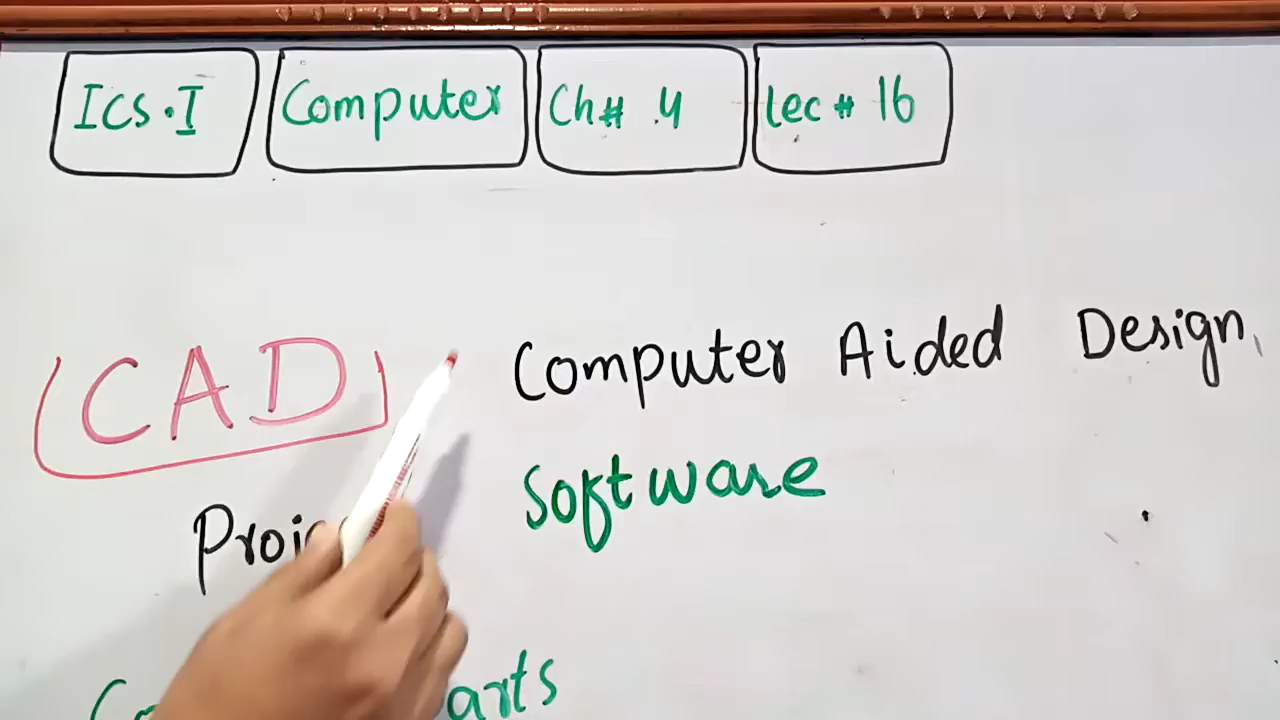 Ics.I Computer Ch# .4 Lec # 16
CAD Computer Aided Design,
Software